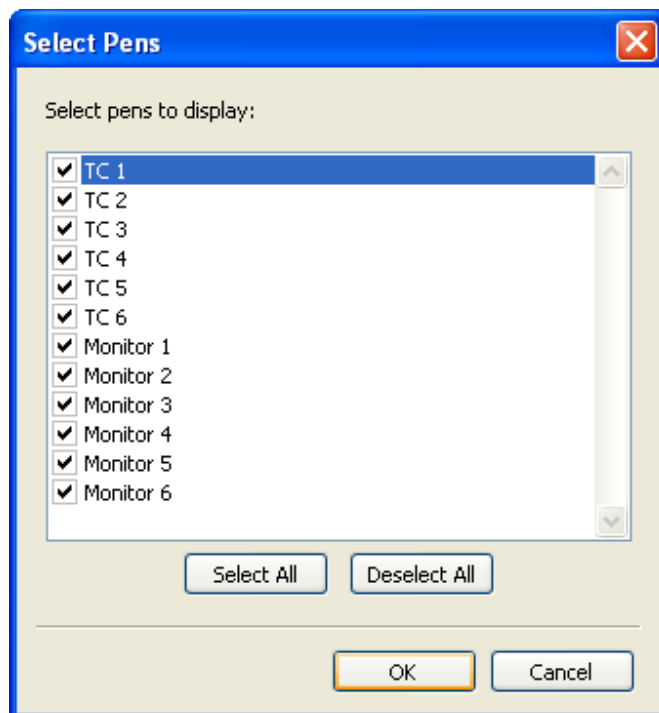 Select Pens
Select pens to display:
TC 1
TC 2
TC 3
TC 4
TC 5
TC 6
Monitor 1
Monitor 2
Monitor 3
Monitor 4
Monitor 5
Monitor 6
Select All Deselect All
OK Cancel